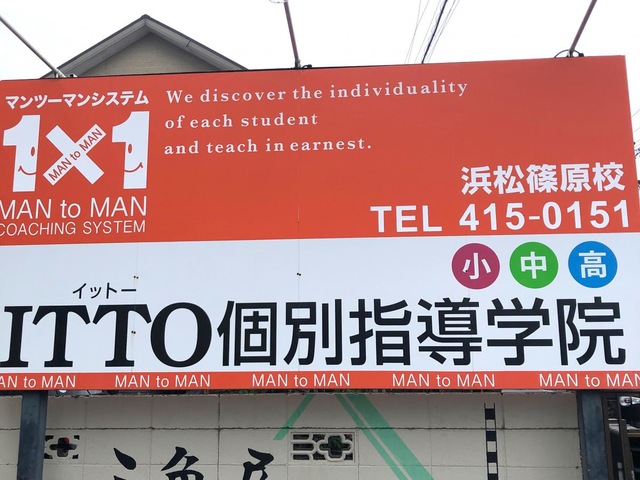 マンツーマンシステム
1×1
MAN to MAN
MAN to MAN
COACHING SYSTEM
We discover the individuality
of each student
and teach in earnest.
浜松篠原校
TEL 415-0151
小 中 高
イットー
ITTO個別指導学院
MAN to MAN MAN to MAN MAN to MAN MAN to MAN MAN to MAN